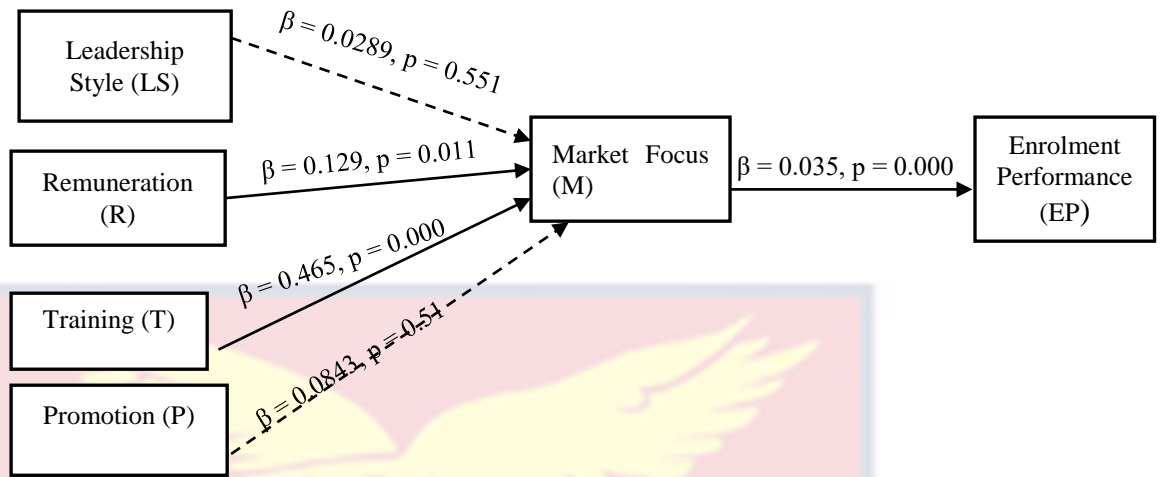 Leadership
Style (LS)
β = 0.0289, p = 0.551
Remuneration
(R)
β = 0.129, p = 0.011
Market Focus
(M)
β = 0.035, p = 0.000
Enrolment
Performance
(EP)
Training (T)
β = 0.465, p = 0.000
Promotion (P)
β = 0.0843, p = 0.51